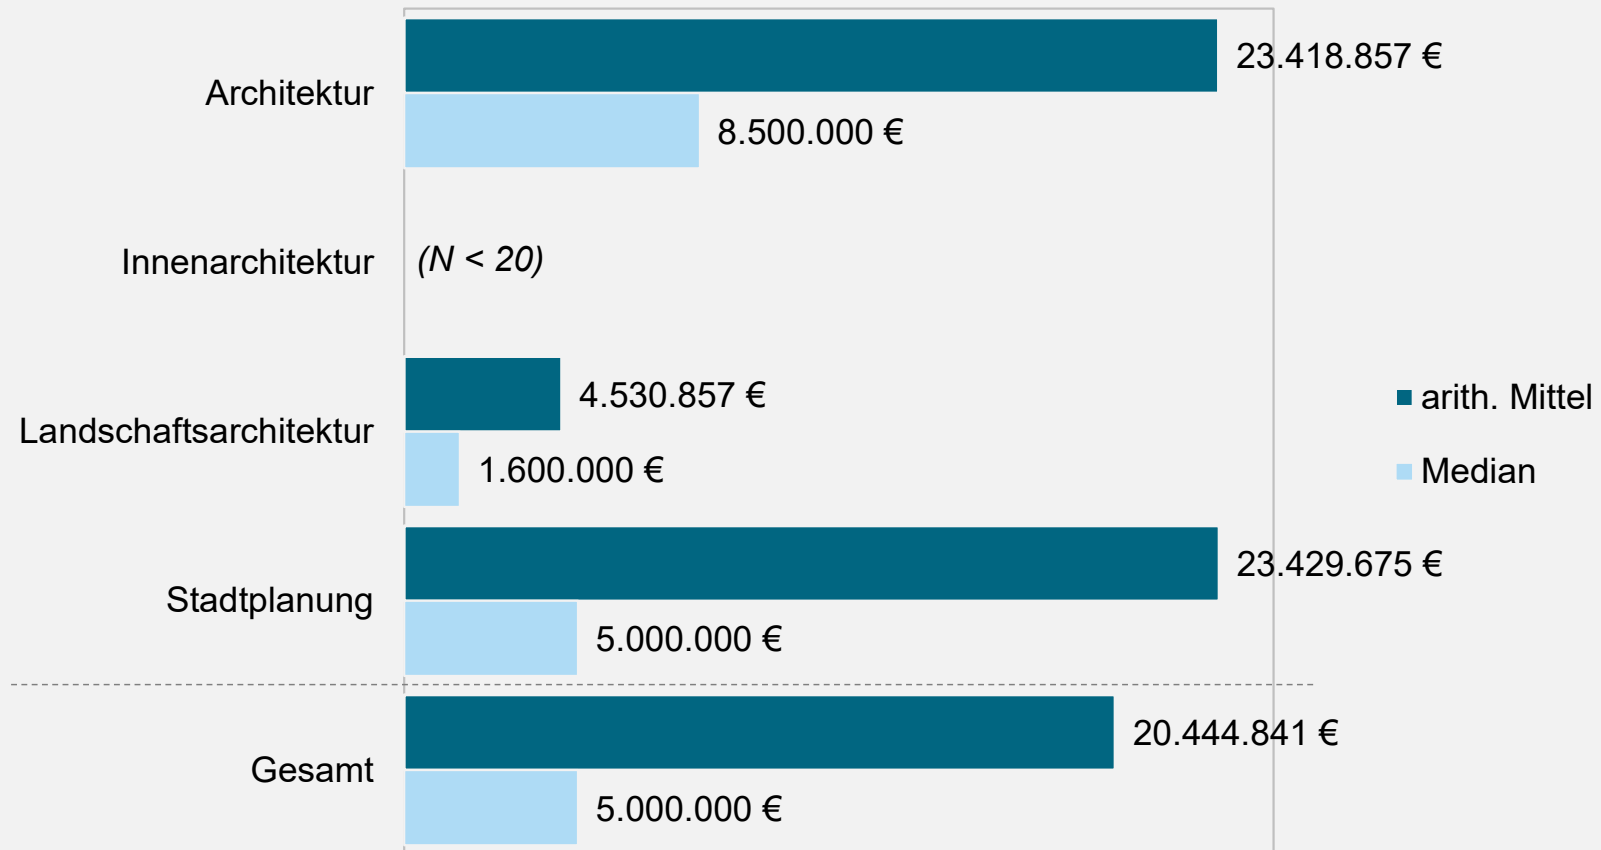 Architektur
23.418.857 €
8.500.000 €
Innenarchitektur
(N < 20)
Landschaftsarchitektur
4.530.857 €
1.600.000 €
Stadtplanung
23.429.675 €
5.000.000 €
Gesamt
20.444.841 €
5.000.000 €
arith. Mittel
Median